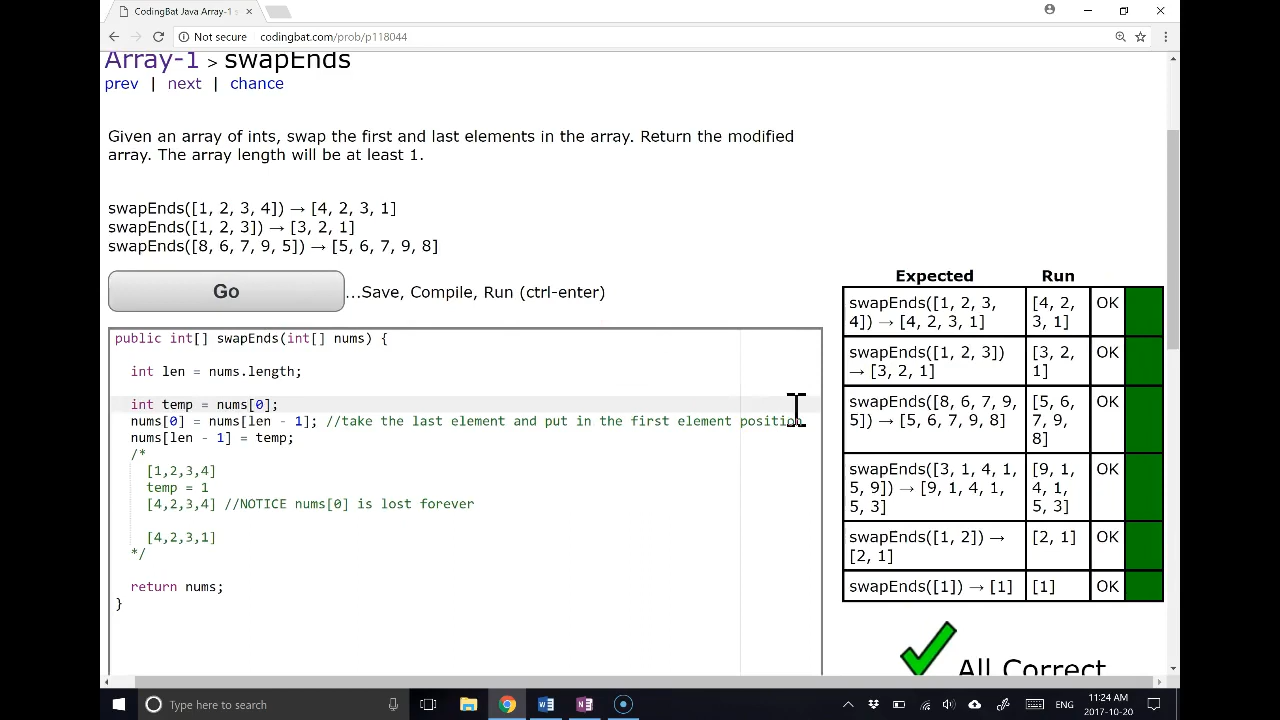 CodingBat Java Array-1
Not secure | codingbat.com/prob/p118044
Array-1 > swapEnds
prev | next | chance
Given an array of ints, swap the first and last elements in the array. Return the modified
array. The array length will be at least 1.
swapEnds([1, 2, 3, 4]) → [4, 2, 3, 1]
swapEnds([1, 2, 3]) → [3, 2, 1]
swapEnds([8, 6, 7, 9, 5]) → [5, 6, 7, 9, 8]
Go
...Save, Compile, Run (ctrl-enter)
public int[] swapEnds(int[] nums) {
int len = nums.length;
int temp = nums[0];
nums[0] = nums[len - 1]; //take the last element and put in the first element position
nums[len - 1] = temp;
/*
[1,2,3,4]
temp = 1
[4,2,3,4] //NOTICE nums[0] is lost forever
[4,2,3,1]
*/
return nums;
}
Expected Run
swapEnds([1, 2, 3, [4, 2, OK
4]) → [4, 2, 3, 1] 3, 1]
swapEnds([1, 2, 3]) [3, 2, OK
→ [3, 2, 1] 1]
swapEnds([8, 6, 7, 9, [5, 6, OK
5]) → [5, 6, 7, 9, 8] 7, 9,
8]
swapEnds([3, 1, 4, 1, [9, 1, OK
5, 9]) → [9, 1, 4, 1, 4, 1,
5, 3] 5, 3]
swapEnds([1, 2]) → [2, 1] OK
[2, 1]
swapEnds([1]) → [1] [1] OK
All Correct
Type here to search
ENG
11:24 AM
2017-10-20